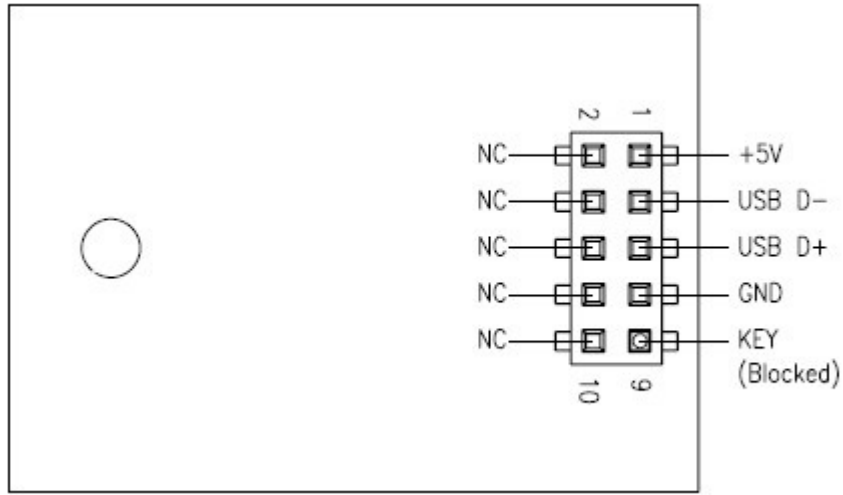 2 1
NC +5V
NC USB D-
NC USB D+
NC GND
NC KEY
(Blocked)
10 9